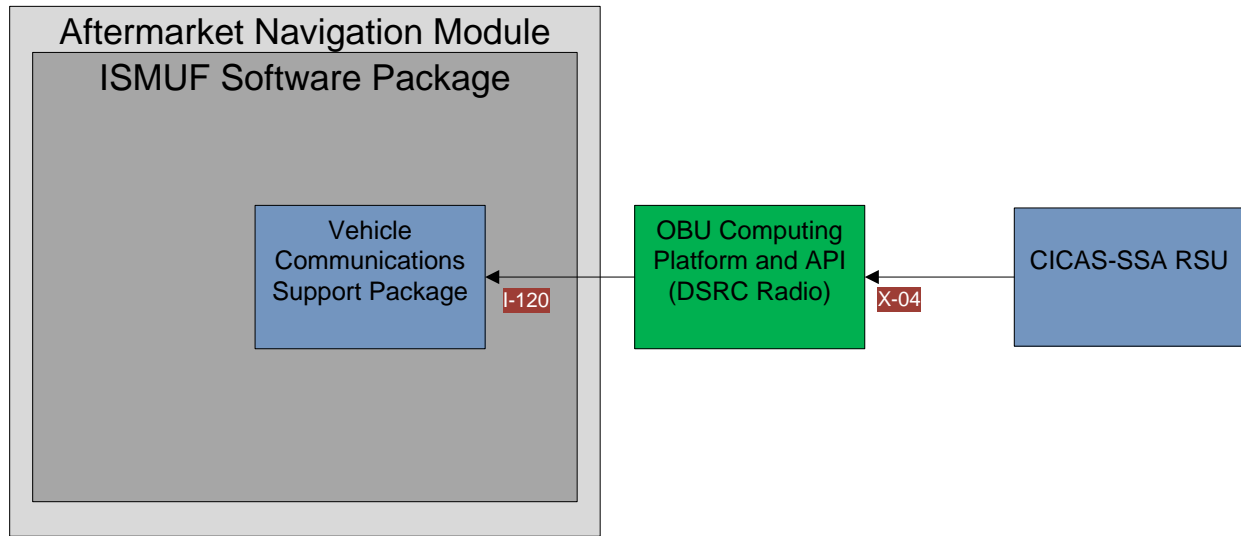 Aftermarket Navigation Module
ISMUF Software Package
Vehicle
Communications
Support Package
I-120
OBU Computing
Platform and API
(DSRC Radio)
X-04
CICAS-SSA RSU